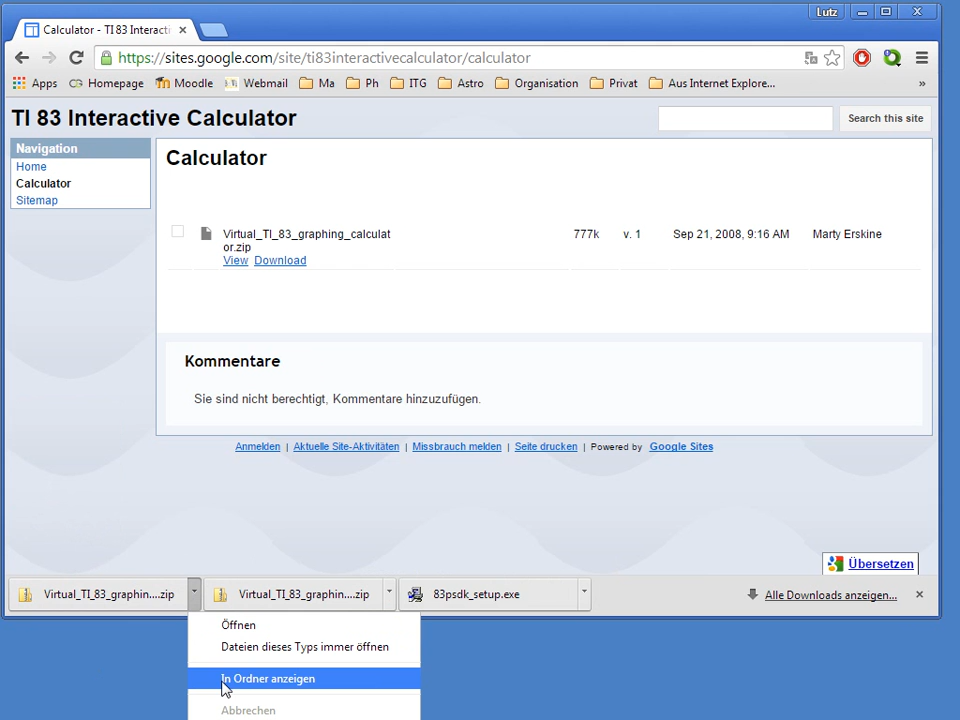 Lutz
Calculator - TI 83 Interacti
https://sites.google.com/site/ti83interactivecalculator/calculator
Apps
Homepage
Moodle
Webmail
Ma
Ph
ITG
Astro
Organisation
Privat
Aus Internet Explore...
»
TI 83 Interactive Calculator
Search this site
Navigation
Home
Calculator
Sitemap
Calculator
Virtual_TI_83_graphing_calculat
or.zip
777k
v. 1
Sep 21, 2008, 9:16 AM
Marty Erskine
View Download
Kommentare
Sie sind nicht berechtigt, Kommentare hinzuzufügen.
Anmelden | Aktuelle Site-Aktivitäten | Missbrauch melden | Seite drucken | Powered by Google Sites
Übersetzen
Virtual_TI_83_graphin....zip
Virtual_TI_83_graphin....zip
83psdk_setup.exe
Alle Downloads anzeigen...
Öffnen
Dateien dieses Typs immer öffnen
In Ordner anzeigen
Abbrechen